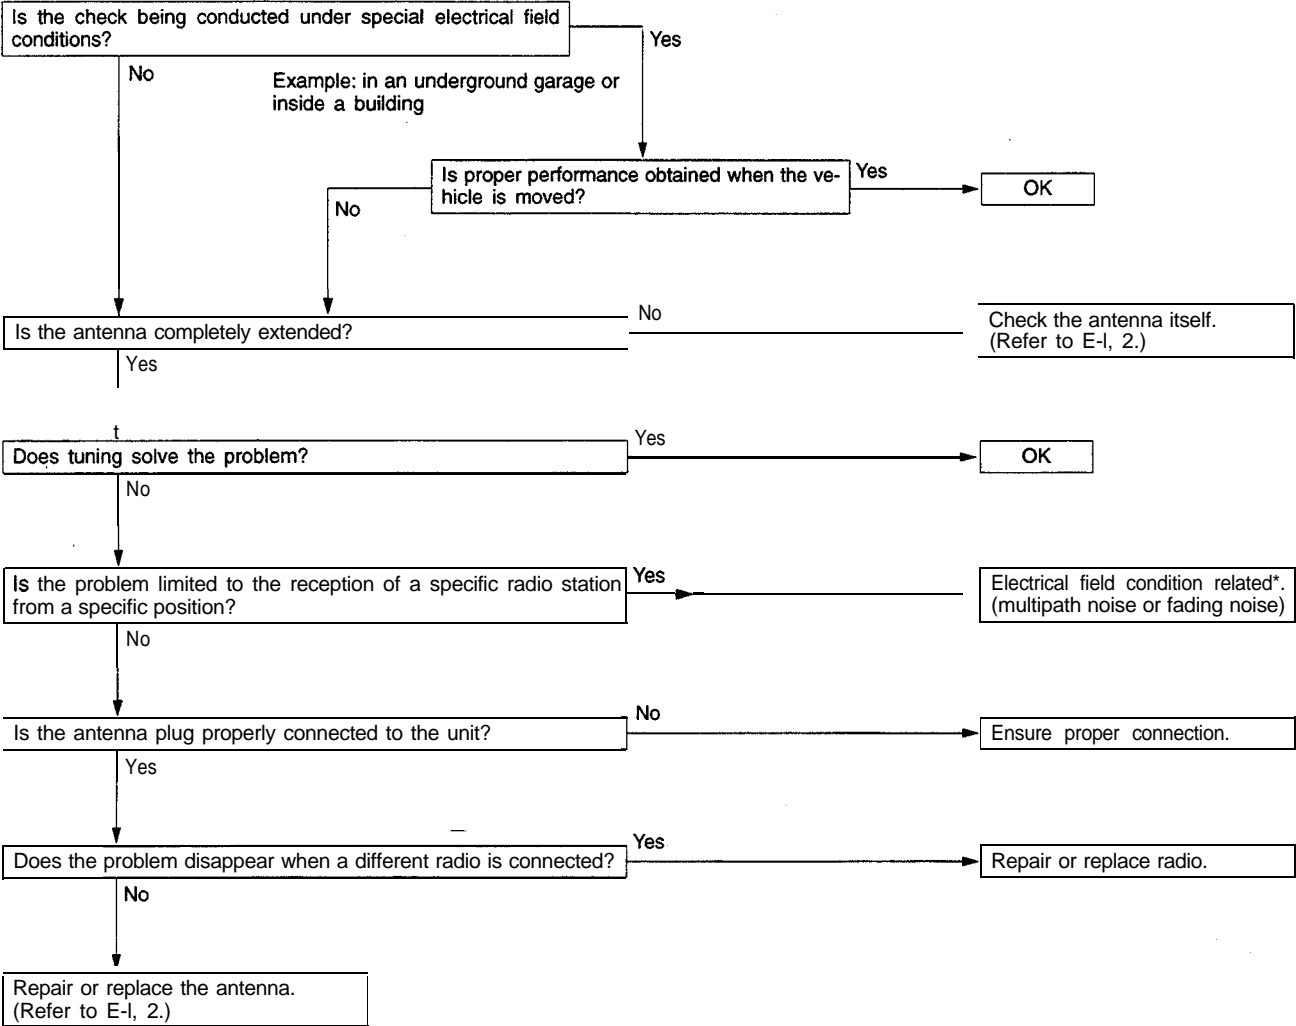 Is the check being conducted under special electrical field
conditions?
Yes
No
Example: in an underground garage or
inside a building
Is proper performance obtained when the ve-
hicle is moved?
Yes
OK
No
Is the antenna completely extended?
No
Check the antenna itself.
(Refer to E-l, 2.)
Yes
t
Does tuning solve the problem?
Yes
OK
No
Is the problem limited to the reception of a specific radio station
from a specific position?
Yes
Electrical field condition related*.
(multipath noise or fading noise)
No
Is the antenna plug properly connected to the unit?
No
Ensure proper connection.
Yes
Does the problem disappear when a different radio is connected?
Yes
Repair or replace radio.
No
Repair or replace the antenna.
(Refer to E-l, 2.)